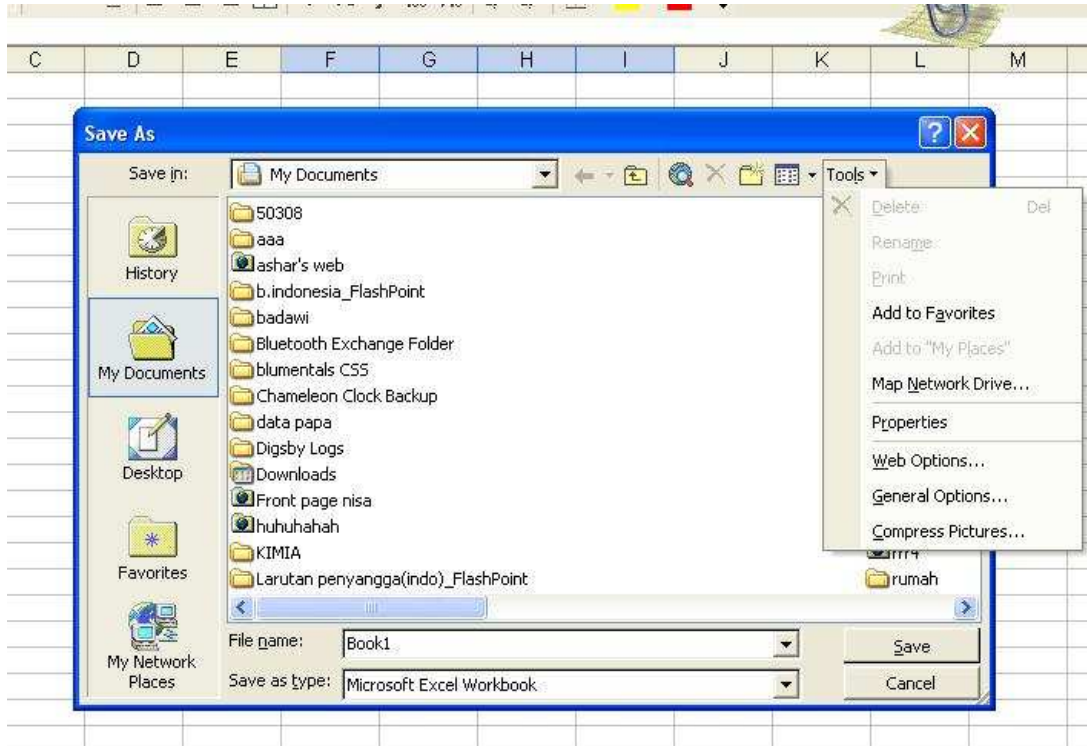 C D E F G H I J K L M
Save As
Save in: My Documents Tools
History
My Documents
Desktop
Favorites
My Network
Places
50308
aaa
ashar's web
b.indonesia_FlashPoint
badawi
Bluetooth Exchange Folder
blumentals CSS
Chameleon Clock Backup
data papa
Digsby Logs
Downloads
Front page nisa
huhuhahah
KIMIA
Larutan penyangga(indo)_FlashPoint
rrr4
rumah
Delete Del
Rename
Print
Add to Favorites
Add to "My Places"
Map Network Drive...
Properties
Web Options...
General Options...
Compress Pictures...
File name: Book1 Save
Save as type: Microsoft Excel Workbook Cancel